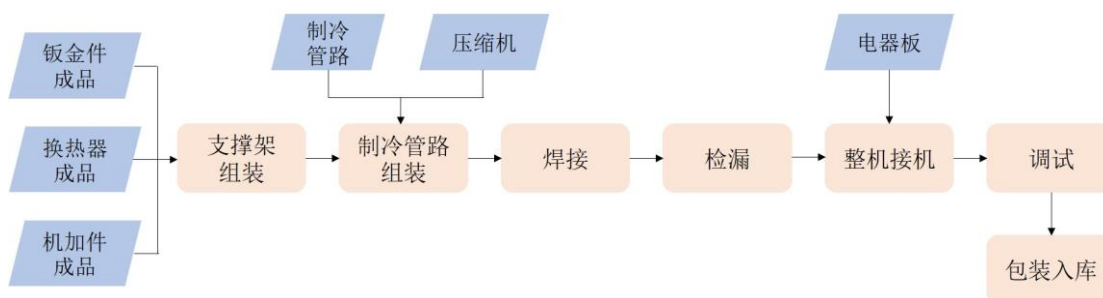 制冷
管路
压缩机
电器板
钣金件
成品
换热器
成品
机加件
成品
支撑架
组装
制冷管路
组装
焊接
检漏
整机接机
调试
包装入库